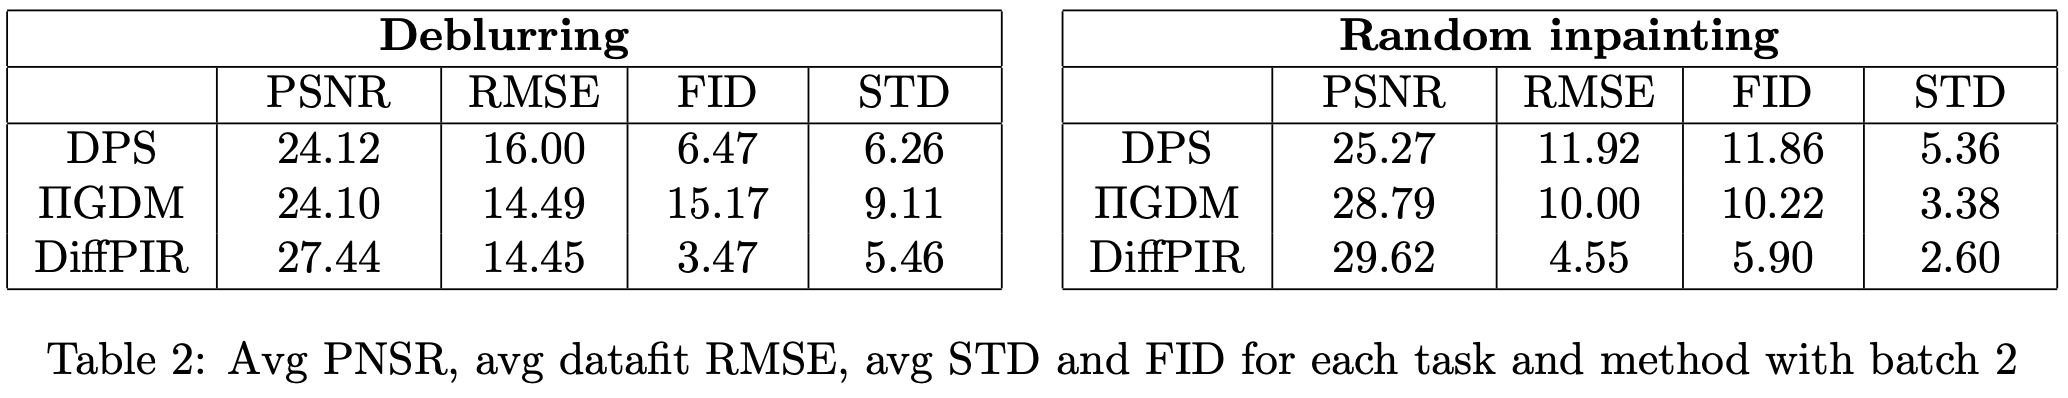 Deblurring
PSNR RMSE FID STD
DPS 24.12 16.00 6.47 6.26
ΠGDM 24.10 14.49 15.17 9.11
DiffPIR 27.44 14.45 3.47 5.46
Random inpainting
PSNR RMSE FID STD
DPS 25.27 11.92 11.86 5.36
ΠGDM 28.79 10.00 10.22 3.38
DiffPIR 29.62 4.55 5.90 2.60
Table 2: Avg PNSR, avg datafit RMSE, avg STD and FID for each task and method with batch 2